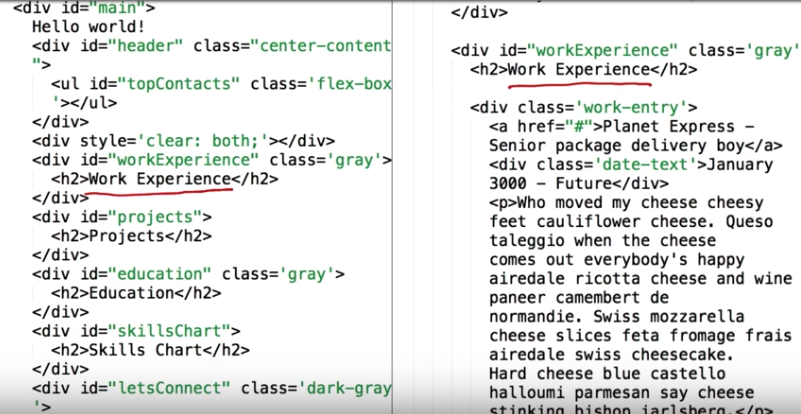 <div id="main">
Hello world!
<div id="header" class="center-content
">
<ul id="topContacts" class='flex-box
'></ul>
</div>
<div style='clear: both;'></div>
<div id="workExperience" class='gray'>
<h2>Work Experience</h2>
</div>
<div id="projects">
<h2>Projects</h2>
</div>
<div id="education" class='gray'>
<h2>Education</h2>
</div>
<div id="skillsChart">
<h2>Skills Chart</h2>
</div>
<div id="letsConnect" class='dark-gray
'>
</div>
<div id="workExperience" class='gray'
<h2>Work Experience</h2>
<div class='work-entry'>
<a href="#">Planet Express -
Senior package delivery boy</a>
<div class='date-text'>January
3000 - Future</div>
<p>Who moved my cheese cheesy
feet cauliflower cheese. Queso
taleggio when the cheese
comes out everybody's happy
airedale ricotta cheese and wine
paneer camembert de
normandie. Swiss mozzarella
cheese slices feta fromage frais
airedale swiss cheesecake.
Hard cheese blue castello
halloumi parmesan say cheese
stinking bishop jarlsberg.</p>